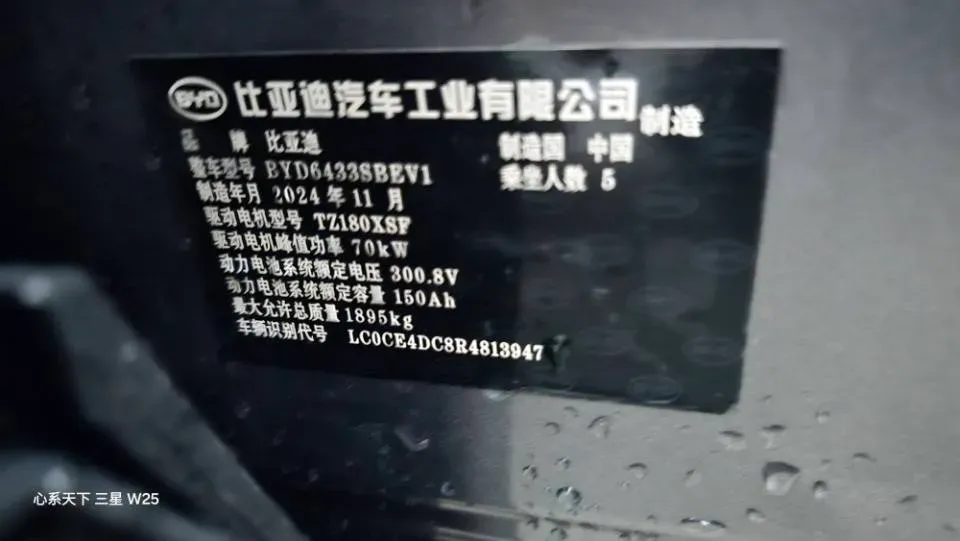 BYD 比亚迪汽车工业有限公司 制造
品 牌 比亚迪 制造国 中国
整车型号 BYD6433SBEV1 乘坐人数 5
制造年月 2024 年 11 月
驱动电机型号 TZ180XSF
驱动电机峰值功率 70kW
动力电池系统额定电压 300.8V
动力电池系统额定容量 150Ah
最大允许总质量 1895kg
车辆识别代号 LC0CE4DC8R4813947
心系天下 三星 W25